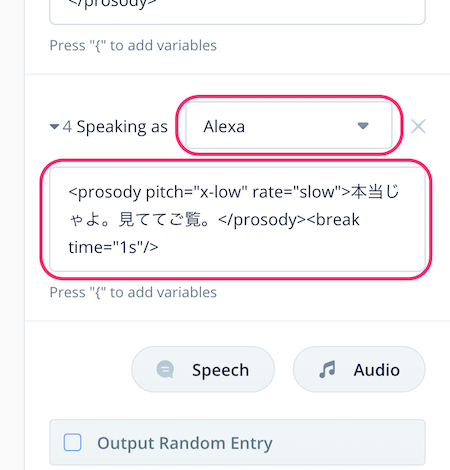 </prosody>
Press "{" to add variables
4 Speaking as
Alexa
<prosody pitch="x-low" rate="slow">本当じ
ゃよ。見ててご覧。</prosody><break
time="1s"/>
Press "{" to add variables
Speech
Audio
Output Random Entry